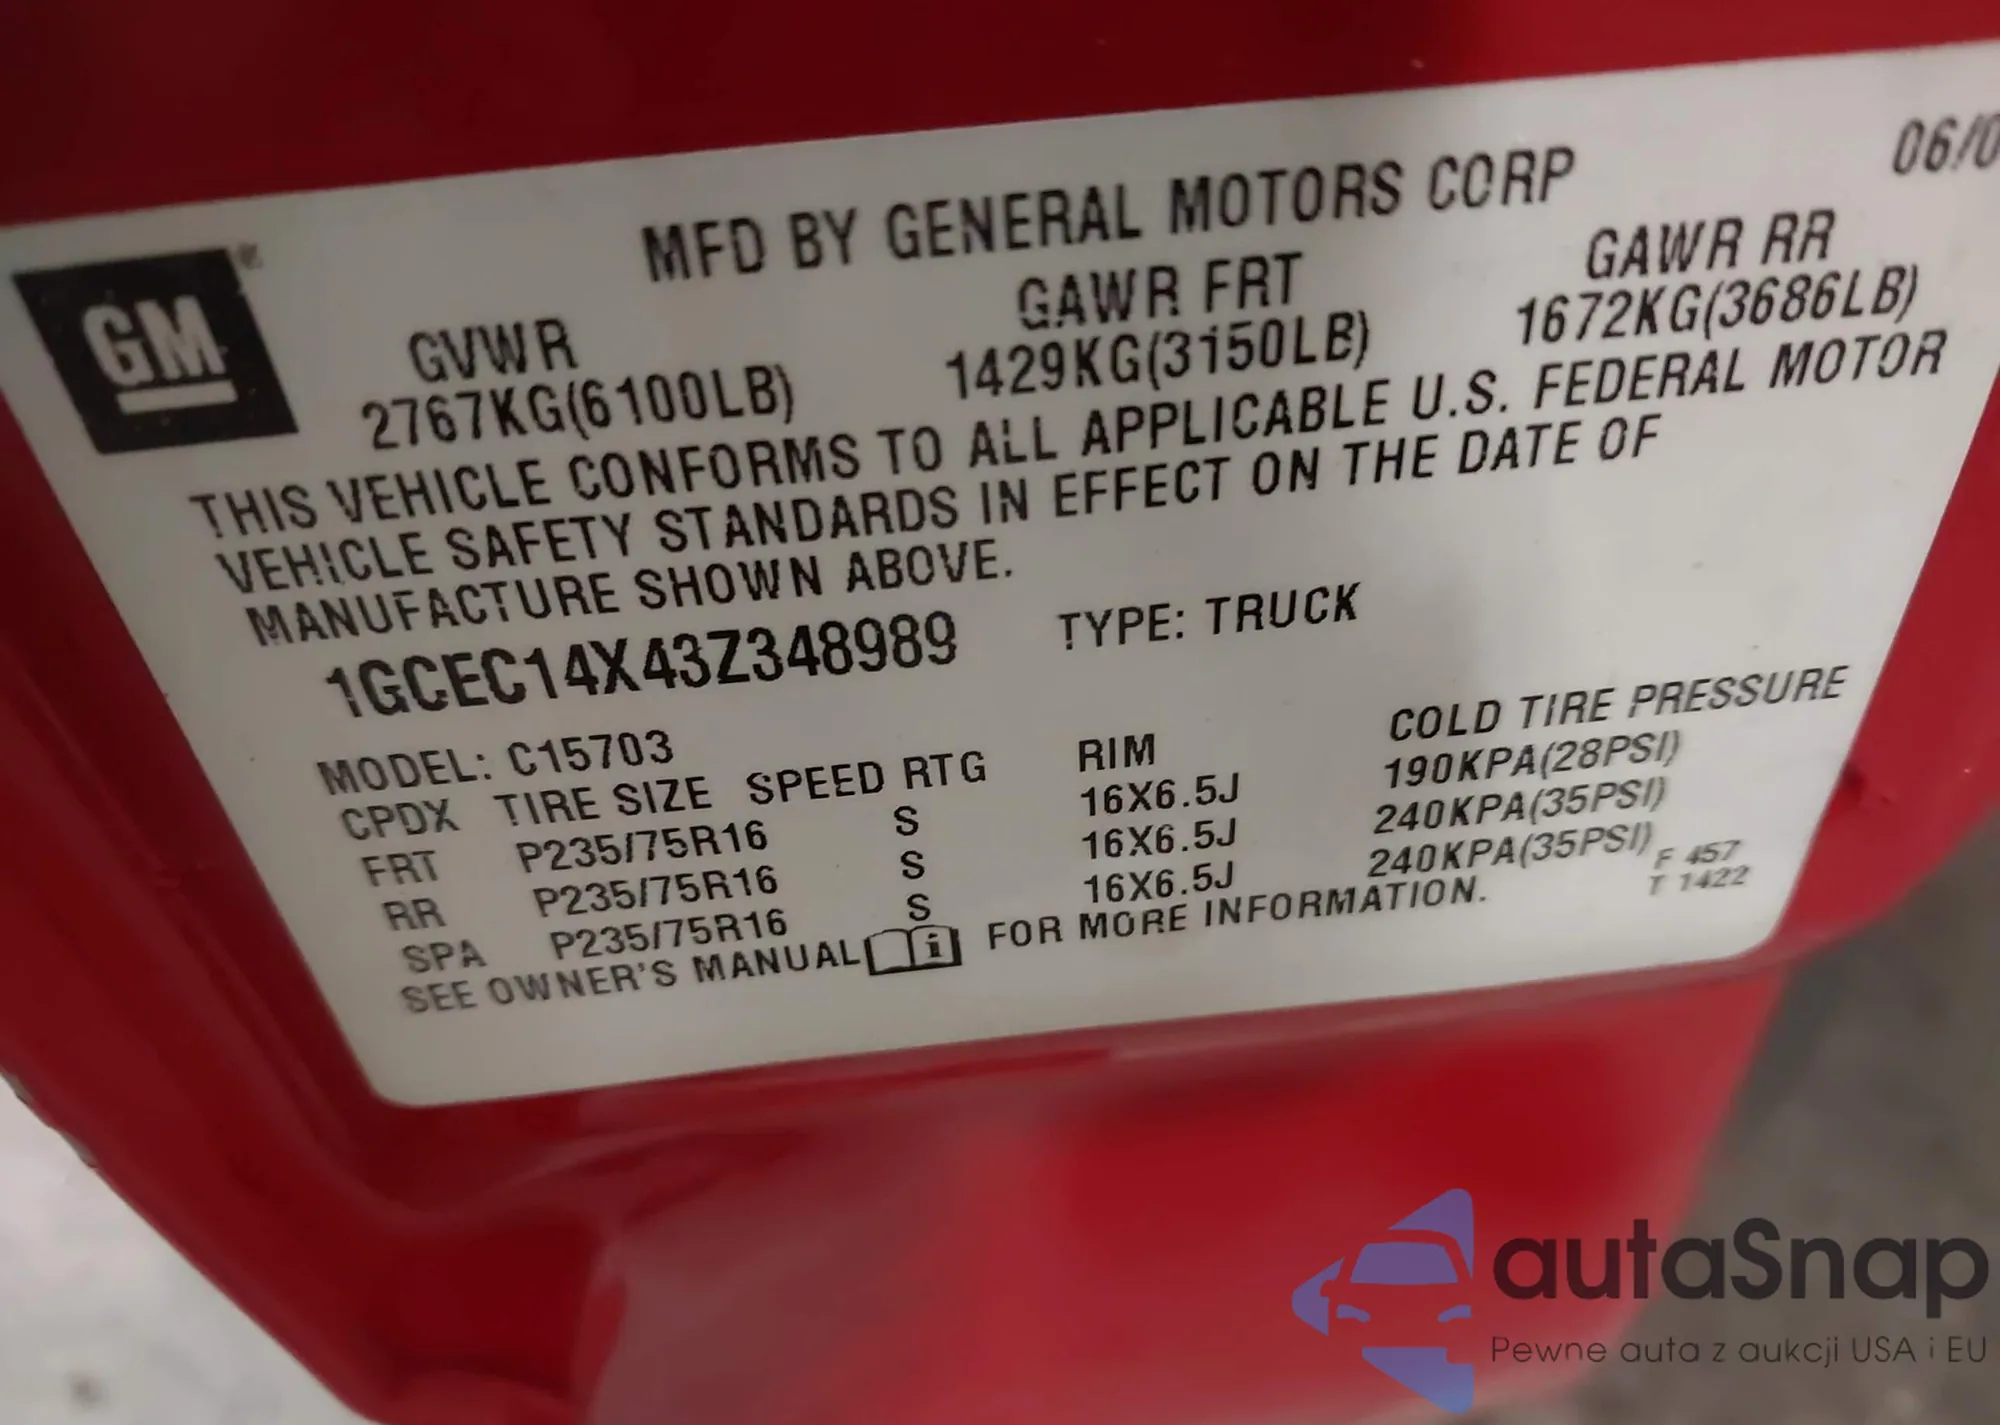 MFD BY GENERAL MOTORS CORP 06/0
GM
GVWR GAWR FRT GAWR RR
2767KG(6100LB) 1429KG(3150LB) 1672KG(3686LB)
THIS VEHICLE CONFORMS TO ALL APPLICABLE U.S. FEDERAL MOTOR
VEHICLE SAFETY STANDARDS IN EFFECT ON THE DATE OF
MANUFACTURE SHOWN ABOVE.
1GCEC14X43Z348989 TYPE: TRUCK
MODEL: C15703
CPDX TIRE SIZE SPEED RTG RIM COLD TIRE PRESSURE
FRT P235/75R16 S 16X6.5J 190KPA(28PSI)
RR P235/75R16 S 16X6.5J 240KPA(35PSI)
SPA P235/75R16 S 16X6.5J 240KPA(35PSI)
SEE OWNER'S MANUAL i FOR MORE INFORMATION.
F 457
T 1422
autaSnap
Pewne auta z aukcji USA i EU